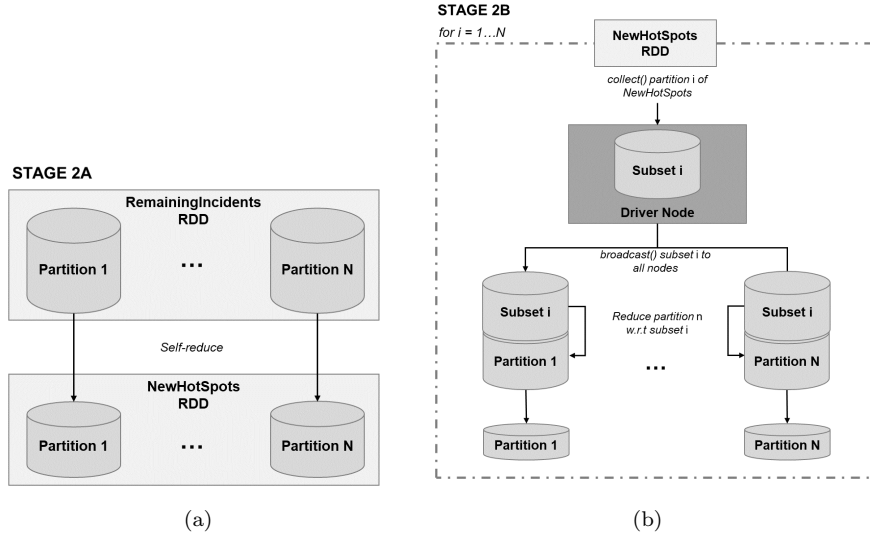 STAGE 2A
RemainingIncidents
RDD
Partition 1
...
Partition N
Self-reduce
NewHotSpots
RDD
Partition 1
...
Partition N
(a)
STAGE 2B
for i = 1…N
NewHotSpots
RDD
collect() partition i of
NewHotSpots
Subset i
Driver Node
broadcast() subset i to
all nodes
Subset i
Partition 1
Reduce partition n
w.r.t subset i
...
Subset i
Partition N
Partition 1
Partition N
(b)